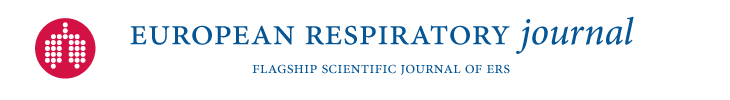 EUROPEAN RESPIRATORY journal
FLAGSHIP SCIENTIFIC JOURNAL OF ERS